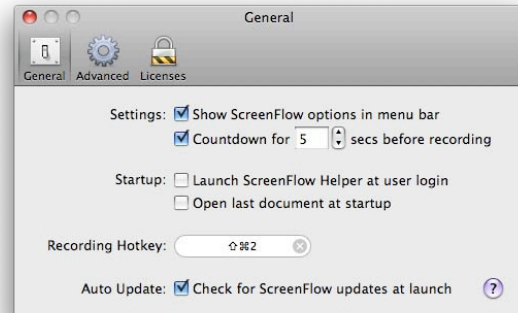 General
General Advanced Licenses
Settings: Show ScreenFlow options in menu bar
Countdown for 5 secs before recording
Startup: Launch ScreenFlow Helper at user login
Open last document at startup
Recording Hotkey: ⇧⌘2
Auto Update: Check for ScreenFlow updates at launch ?